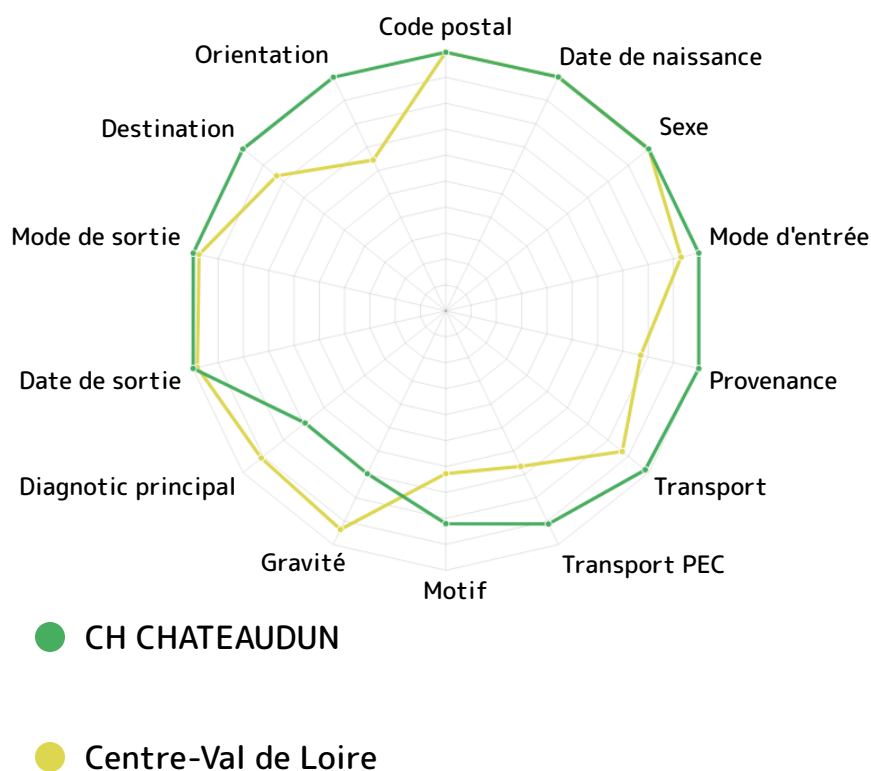 Code postal
Orientation
Date de naissance
Destination
Sexe
Mode de sortie
Mode d'entrée
Date de sortie
Provenance
Diagnotic principal
Transport
Gravité
Transport PEC
Motif
CH CHATEAUDUN
Centre-Val de Loire